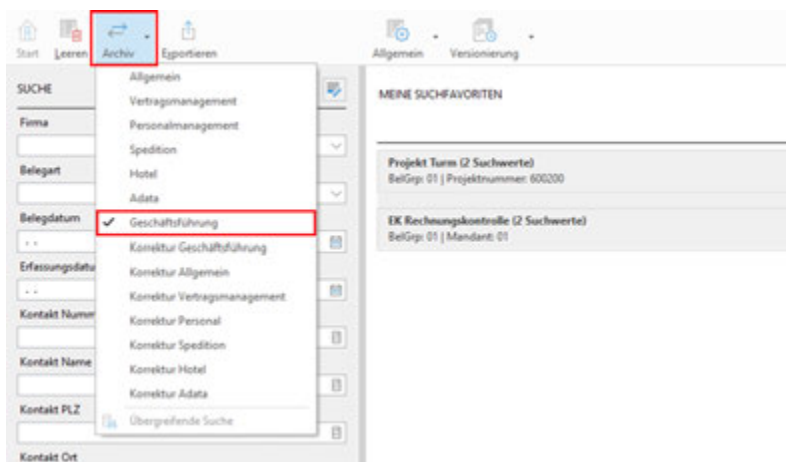 Start Leeren Archiv Exportieren Allgemein Versionierung
SUCHE
Firma
Belegart
Belegdatum
. .
Erfassungsdatu
. .
Kontakt Numm
Kontakt Name
Kontakt PLZ
Kontakt Ort
Allgemein
Vertragsmanagement
Personalmanagement
Spedition
Hotel
Adata
Geschäftsführung
Korrektur Geschäftsführung
Korrektur Allgemein
Korrektur Vertragsmanagement
Korrektur Personal
Korrektur Spedition
Korrektur Hotel
Korrektur Adata
Übergreifende Suche
MEINE SUCHFAVORITEN
Projekt Turm (2 Suchwerte)
BelGrp: 01 | Projektnummer: 600200
EK Rechnungskontrolle (2 Suchwerte)
BelGrp: 01 | Mandant: 01